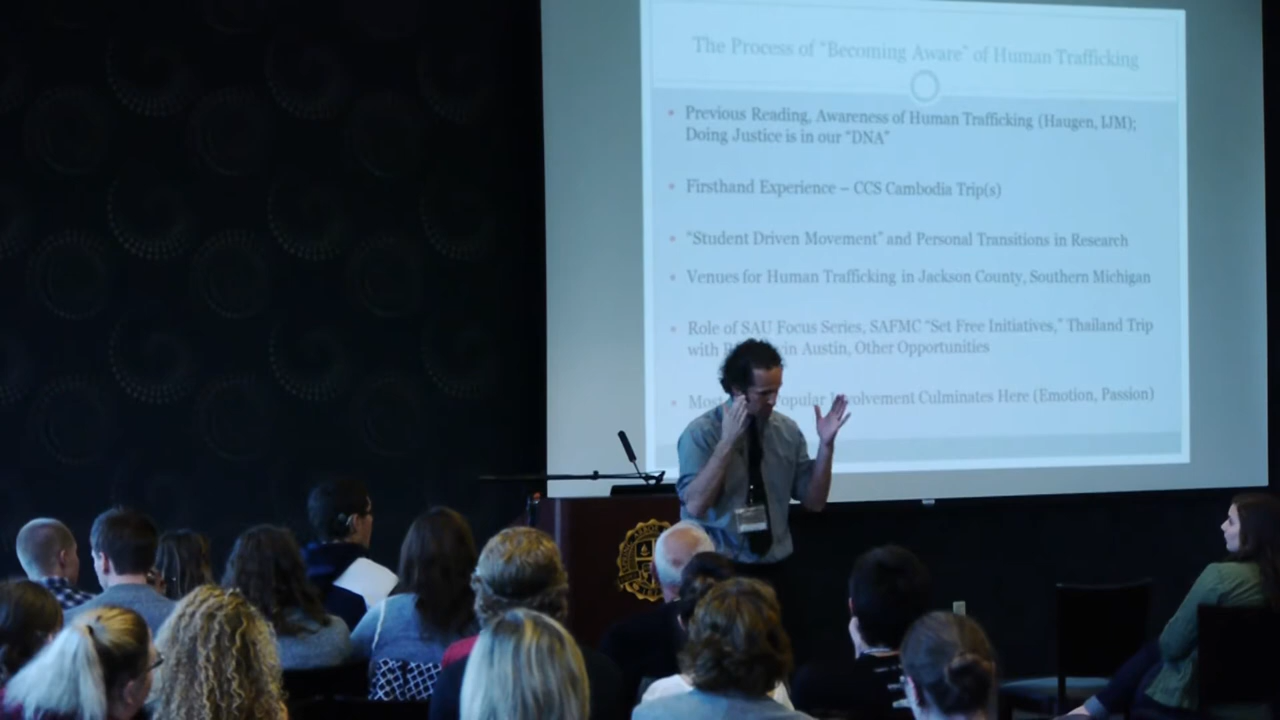 The Process of "Becoming Aware" of Human Trafficking
• Previous Reading, Awareness of Human Trafficking (Haugen, IJM);
Doing Justice is in our "DNA"
• Firsthand Experience – CCS Cambodia Trip(s)
• "Student Driven Movement" and Personal Transitions in Research
• Venues for Human Trafficking in Jackson County, Southern Michigan
• Role of SAU Focus Series, SAFMC "Set Free Initiatives," Thailand Trip
with in Austin, Other Opportunities
• Most Involvement Culminates Here (Emotion, Passion)